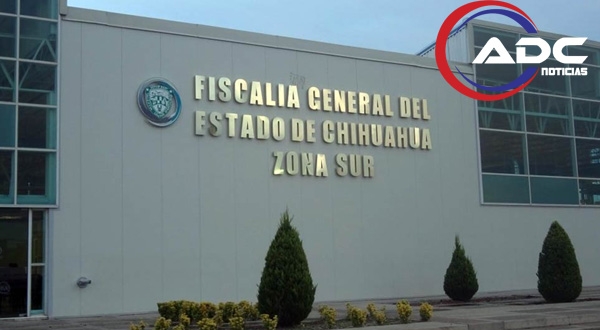 ADC
NOTICIAS
FISCALIA GENERAL DEL
ESTADO DE CHIHUAHUA
ZONA SUR